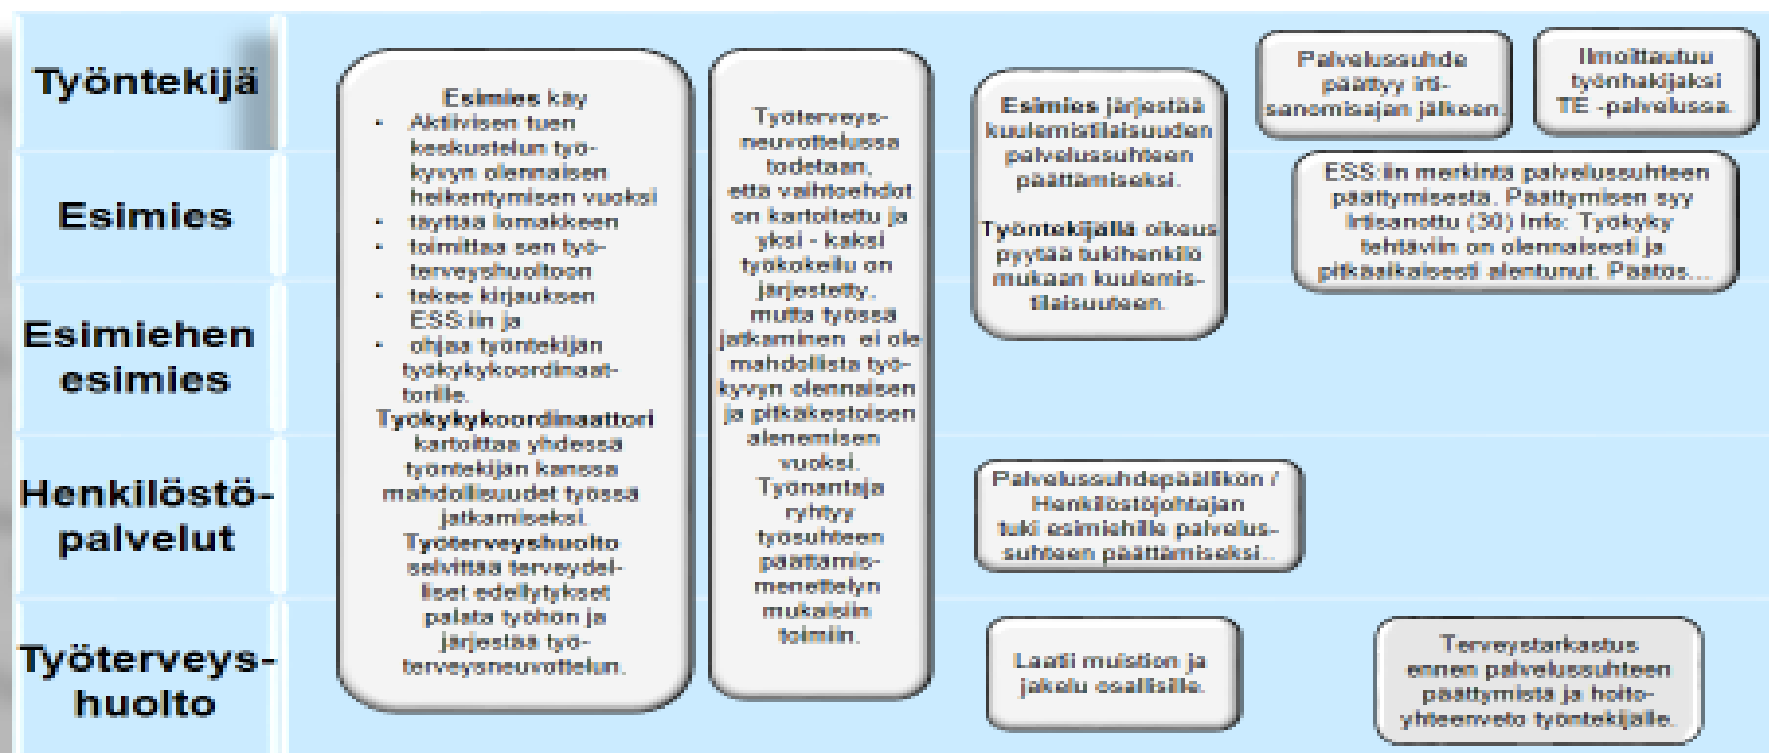 Työntekijä
Esimies
Esimiehen
esimies
Henkilöstö-
palvelut
Työterveys-
huolto
Esimies käy
• Aktiivisen tuen
keskustelun työ-
kyvyn olennaisen
heikentymisen vuoksi
• täyttää lomakkeen
• toimittaa sen työ-
terveyshuoltoon
• tekee kirjauksen
ESS:iin ja
• ohjaa työntekijän
työkykykoordinaat-
torille.
Työkykykoordinaattori
kartoittaa yhdessä
työntekijän kanssa
mahdollisuudet työssä
jatkamiseksi.
Työterveyshuolto
selvittää terveydel-
liset edellytykset
palata työhön ja
järjestää työ-
terveysneuvottelun.
Työterveys-
neuvottelussa
todetaan,
että vaihtoehdot
on kartoitettu ja
yksi - kaksi
työkokeilu on
järjestetty,
mutta työssä
jatkaminen ei ole
mahdollista työ-
kyvyn olennaisen
ja pitkäkestoisen
alenemisen
vuoksi.
Työnantaja
ryhtyy
työsuhteen
päättämis-
menettelyn
mukaisiin
toimiin.
Esimies järjestää
kuulemistilaisuuden
palvelussuhteen
päättämiseksi.
Työntekijällä oikeus
pyytää tukihenkilö
mukaan kuulemis-
tilaisuuteen.
Palvelussuhdepäällikön /
Henkilöstöjohtajan
tuki esimiehille palvelus-
suhteen päättämiseksi...
Laatii muistion ja
jakelu osallisille.
Palvelussuhde
päättyy irti-
sanomisajan jälkeen.
Ilmoittautuu
työnhakijaksi
TE -palvelussa.
ESS:iin merkintä palvelussuhteen
päättymisestä. Päättymisen syy
Irtisanottu (30) Info: Työkyky
tehtäviin on olennaisesti ja
pitkäaikaisesti alentunut. Päätös...
Terveystarkastus
ennen palvelussuhteen
päättymistä ja hoito-
yhteenveto työntekijälle.